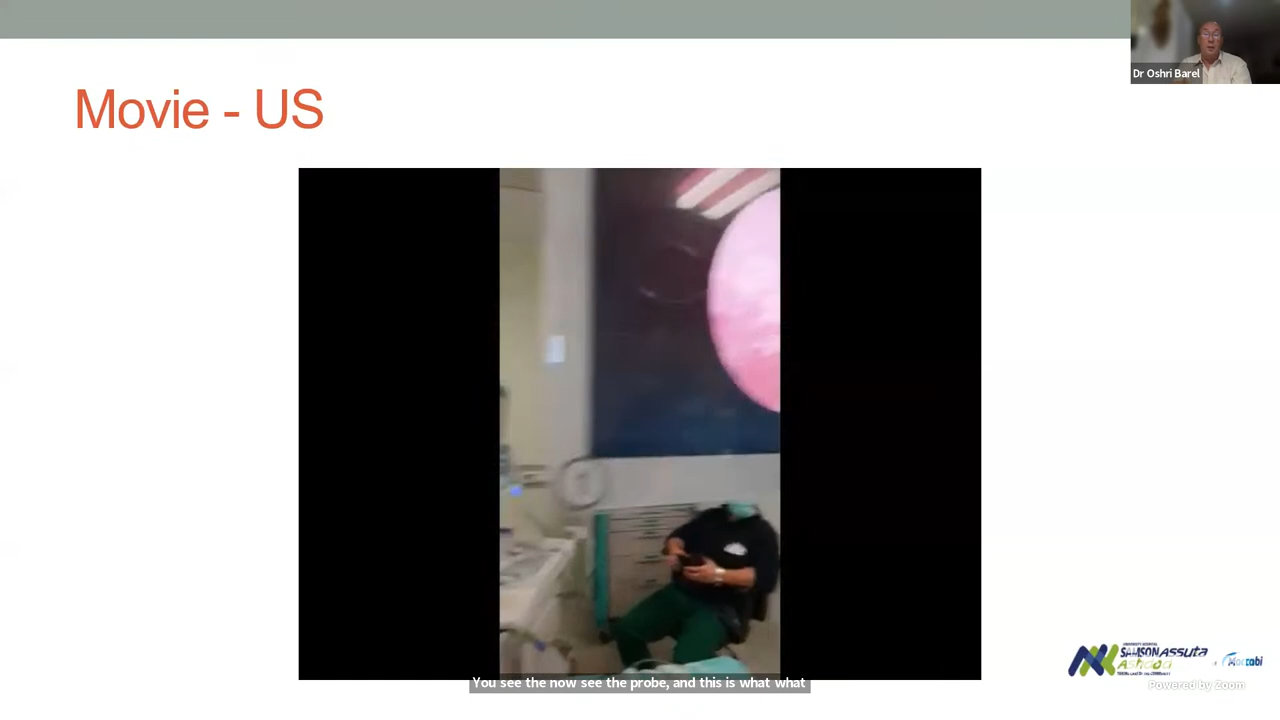 Dr Oshri Barel
Movie - US
You see the now see the probe, and this is what what
SAMSON ASSUTA
Ashdod
Maccabi
Powered by Zoom